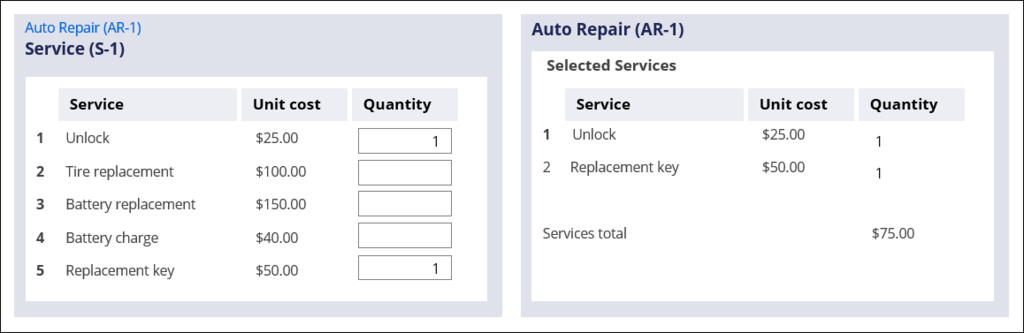 Auto Repair (AR-1)
Service (S-1)
Service Unit cost Quantity
1 Unlock $25.00 1
2 Tire replacement $100.00
3 Battery replacement $150.00
4 Battery charge $40.00
5 Replacement key $50.00 1
Auto Repair (AR-1)
Selected Services
Service Unit cost Quantity
1 Unlock $25.00 1
2 Replacement key $50.00 1
Services total $75.00